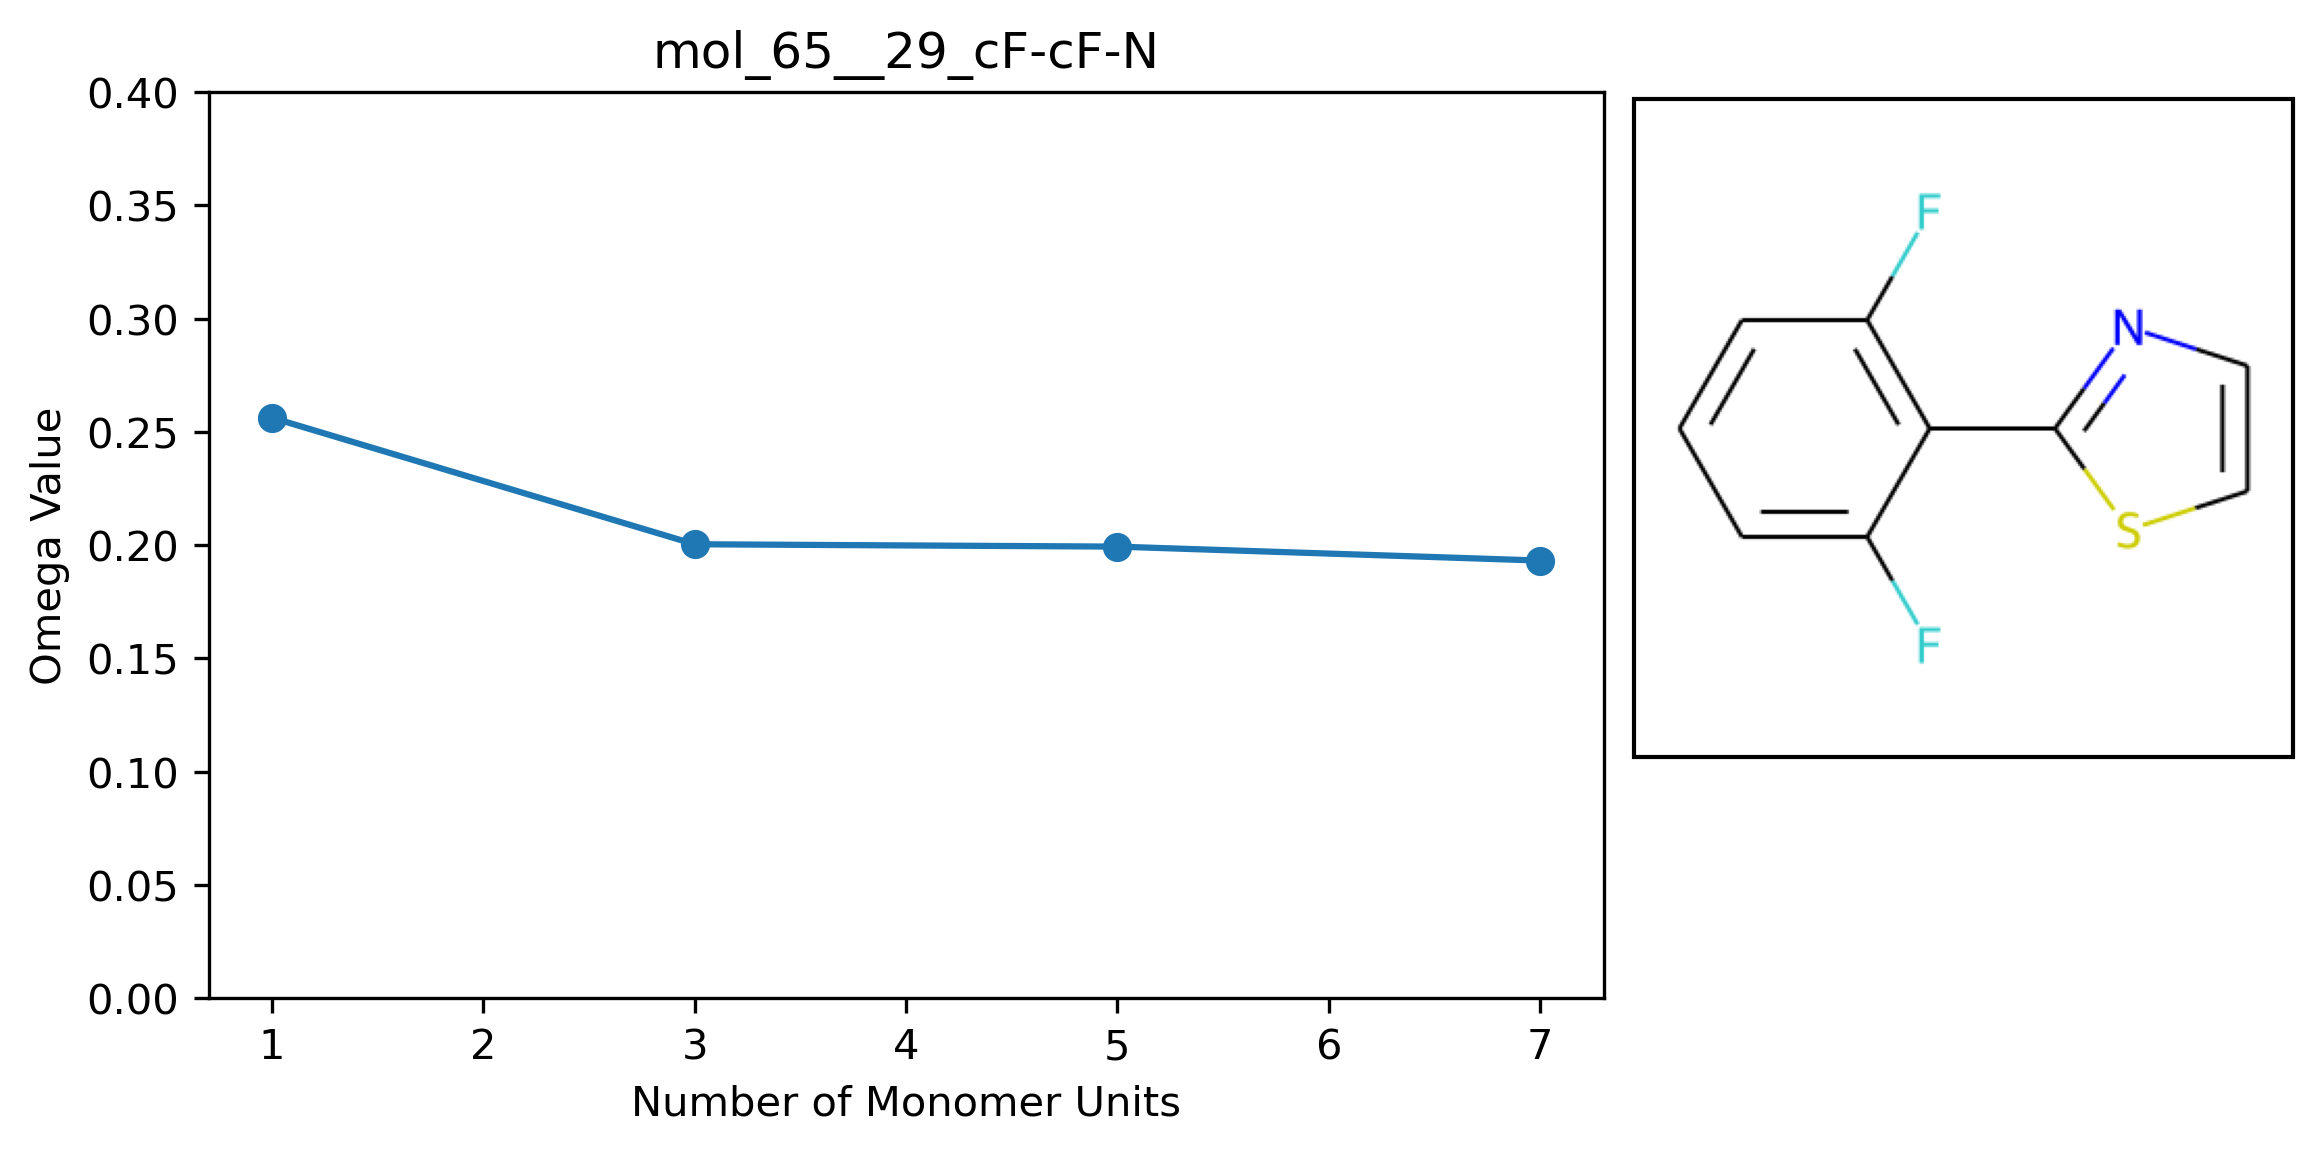 mol_65__29_cF-cF-N
0.40
0.35
0.30
0.25
0.20
0.15
0.10
0.05
0.00
Omega Value
1 2 3 4 5 6 7
Number of Monomer Units
F
N
S
F